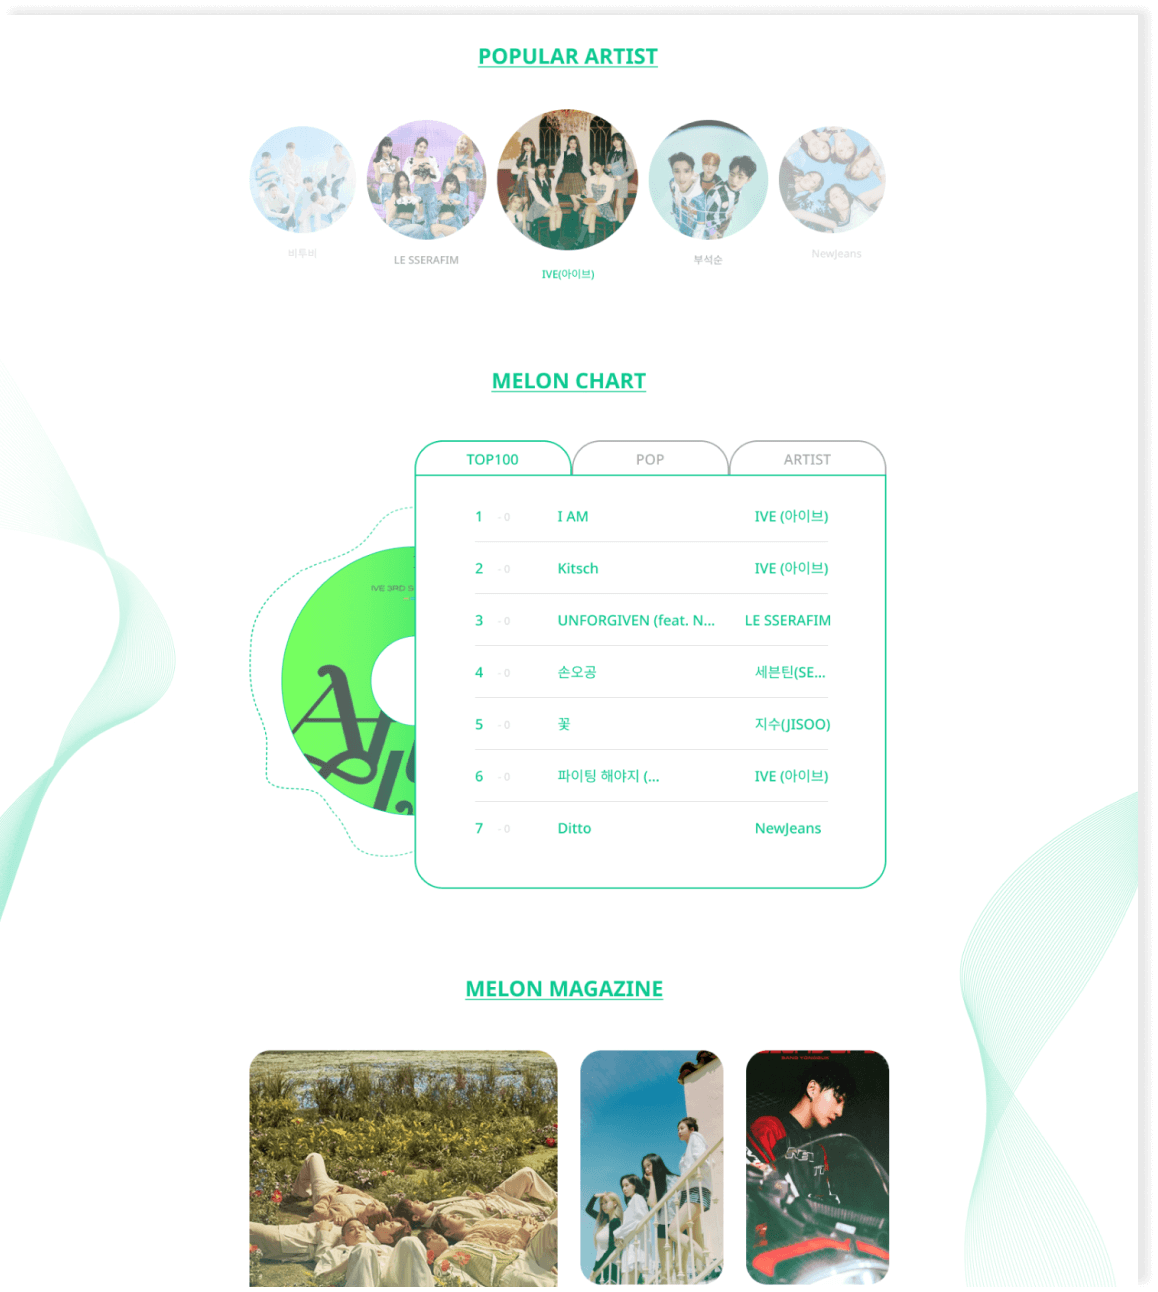 POPULAR ARTIST
비투비
LE SSERAFIM
IVE(아이브)
부석순
NewJeans
MELON CHART
TOP100
POP
ARTIST
1 - 0 I AM IVE (아이브)
2 - 0 Kitsch IVE (아이브)
3 - 0 UNFORGIVEN (feat. N... LE SSERAFIM
4 - 0 손오공 세븐틴(SE...
5 - 0 꽃 지수(JISOO)
6 - 0 파이팅 해야지 (... IVE (아이브)
7 - 0 Ditto NewJeans
IVE 3RD S
MELON MAGAZINE